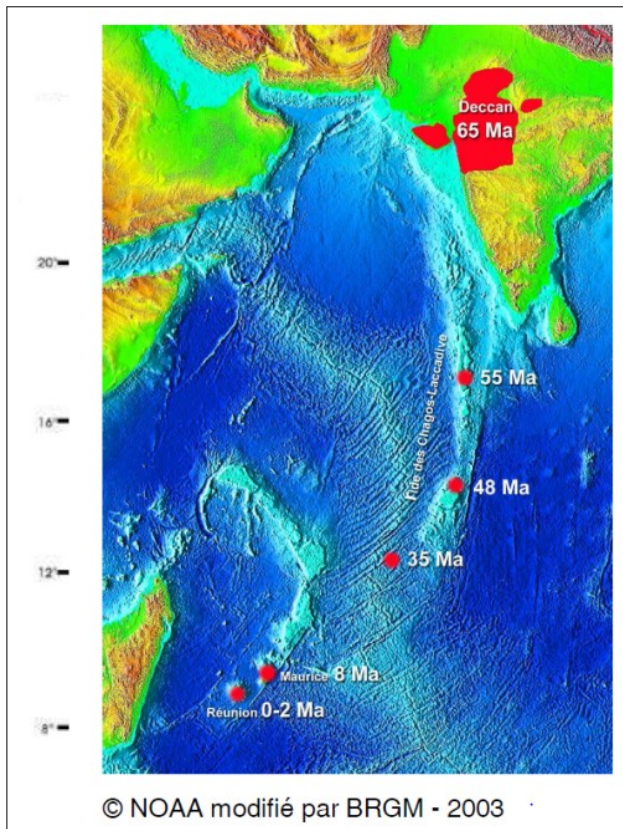 Deccan
65 Ma
20°
55 Ma
Ride des Chagos-Laccadive
16°
48 Ma
35 Ma
12°
Maurice 8 Ma
Réunion 0-2 Ma
8°
© NOAA modifié par BRGM - 2003